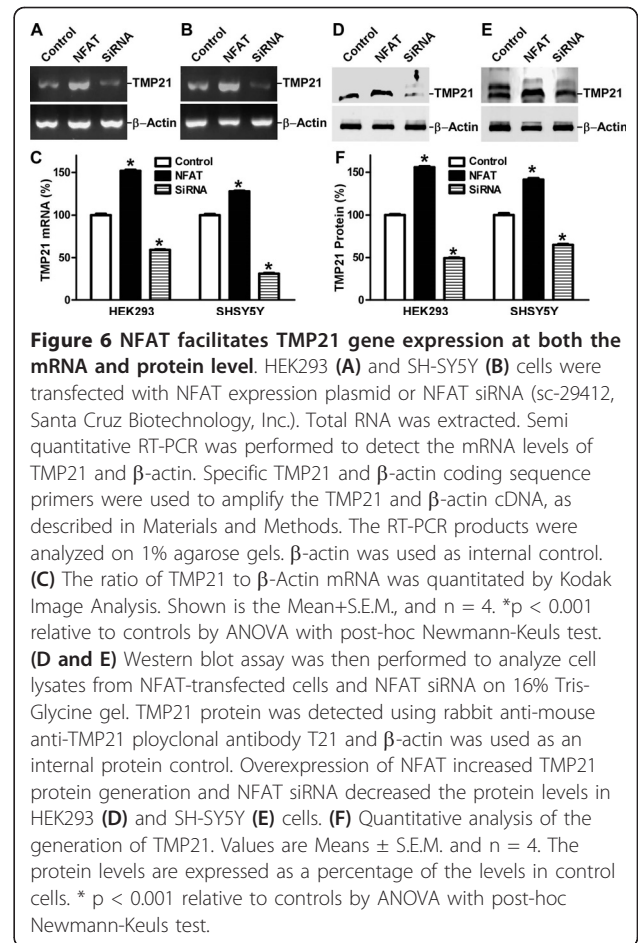 A
B
D
E
Control
NFAT
SiRNA
Control
NFAT
SiRNA
Control
NFAT
SiRNA
Control
NFAT
SiRNA
TMP21
TMP21
TMP21
TMP21
β–Actin
β–Actin
β–Actin
β–Actin
C
TMP21 mRNA (%)
150
100
50
0
Control
NFAT
SiRNA
* * * *
HEK293
SHSY5Y
F
TMP21 Protein (%)
150
100
50
0
Control
NFAT
SiRNA
* * * *
HEK293
SHSY5Y
Figure 6 NFAT facilitates TMP21 gene expression at both the
mRNA and protein level. HEK293 (A) and SH-SY5Y (B) cells were
transfected with NFAT expression plasmid or NFAT siRNA (sc-29412,
Santa Cruz Biotechnology, Inc.). Total RNA was extracted. Semi
quantitative RT-PCR was performed to detect the mRNA levels of
TMP21 and β-actin. Specific TMP21 and β-actin coding sequence
primers were used to amplify the TMP21 and β-actin cDNA, as
described in Materials and Methods. The RT-PCR products were
analyzed on 1% agarose gels. β-actin was used as internal control.
(C) The ratio of TMP21 to β-Actin mRNA was quantitated by Kodak
Image Analysis. Shown is the Mean+S.E.M., and n = 4. *p < 0.001
relative to controls by ANOVA with post-hoc Newmann-Keuls test.
(D and E) Western blot assay was then performed to analyze cell
lysates from NFAT-transfected cells and NFAT siRNA on 16% Tris-
Glycine gel. TMP21 protein was detected using rabbit anti-mouse
anti-TMP21 ployclonal antibody T21 and β-actin was used as an
internal protein control. Overexpression of NFAT increased TMP21
protein generation and NFAT siRNA decreased the protein levels in
HEK293 (D) and SH-SY5Y (E) cells. (F) Quantitative analysis of the
generation of TMP21. Values are Means ± S.E.M. and n = 4. The
protein levels are expressed as a percentage of the levels in control
cells. * p < 0.001 relative to controls by ANOVA with post-hoc
Newmann-Keuls test.